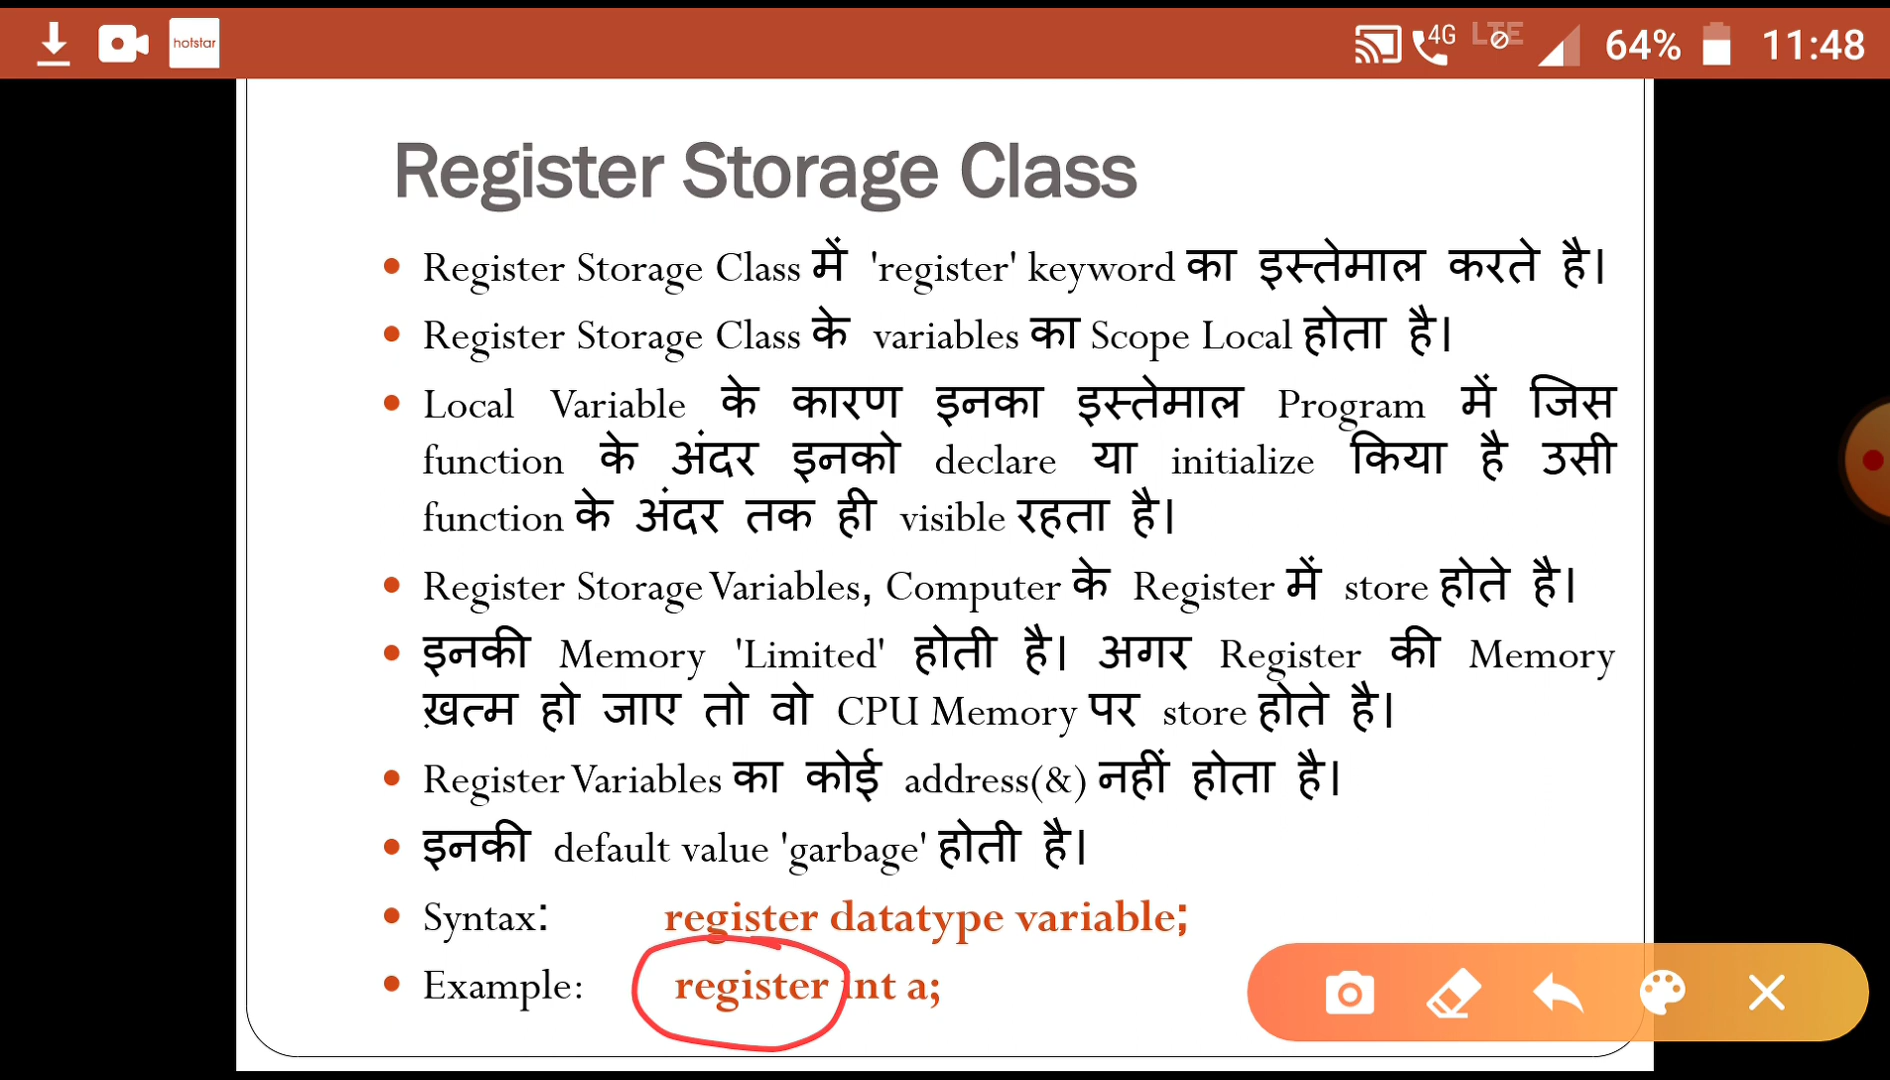 hotstar
4G LTE 64% 11:48
Register Storage Class
• Register Storage Class में 'register' keyword का इस्तेमाल करते है।
• Register Storage Class के variables का Scope Local होता है।
• Local Variable के कारण इनका इस्तेमाल Program में जिस
function के अंदर इनको declare या initialize किया है उसी
function के अंदर तक ही visible रहता है।
• Register Storage Variables, Computer के Register में store होते है।
• इनकी Memory 'Limited' होती है। अगर Register की Memory
ख़त्म हो जाए तो वो CPU Memory पर store होते है।
• Register Variables का कोई address(&) नहीं होता है।
• इनकी default value 'garbage' होती है।
• Syntax: register datatype variable;
• Example: register int a;